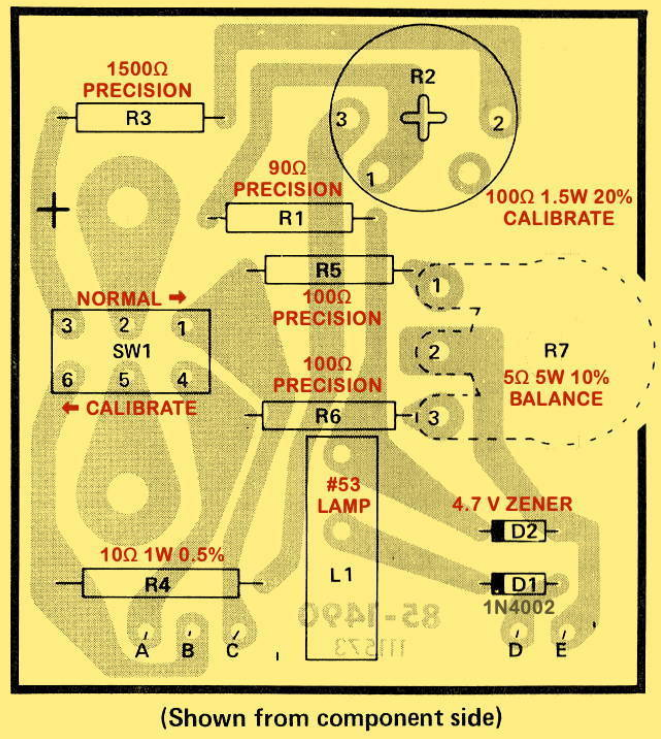 1500Ω
PRECISION
R3
R2
3
2
1
90Ω
PRECISION
R1
100Ω 1.5W 20%
CALIBRATE
+
R5
100Ω
PRECISION
1
2
3
R7
5Ω 5W 10%
BALANCE
NORMAL →
3 2 1
SW1
6 5 4
← CALIBRATE
100Ω
PRECISION
R6
#53
LAMP
L1
4.7 V ZENER
D2
D1
1N4002
10Ω 1W 0.5%
R4
85-1490
111573
A B C
D E
(Shown from component side)